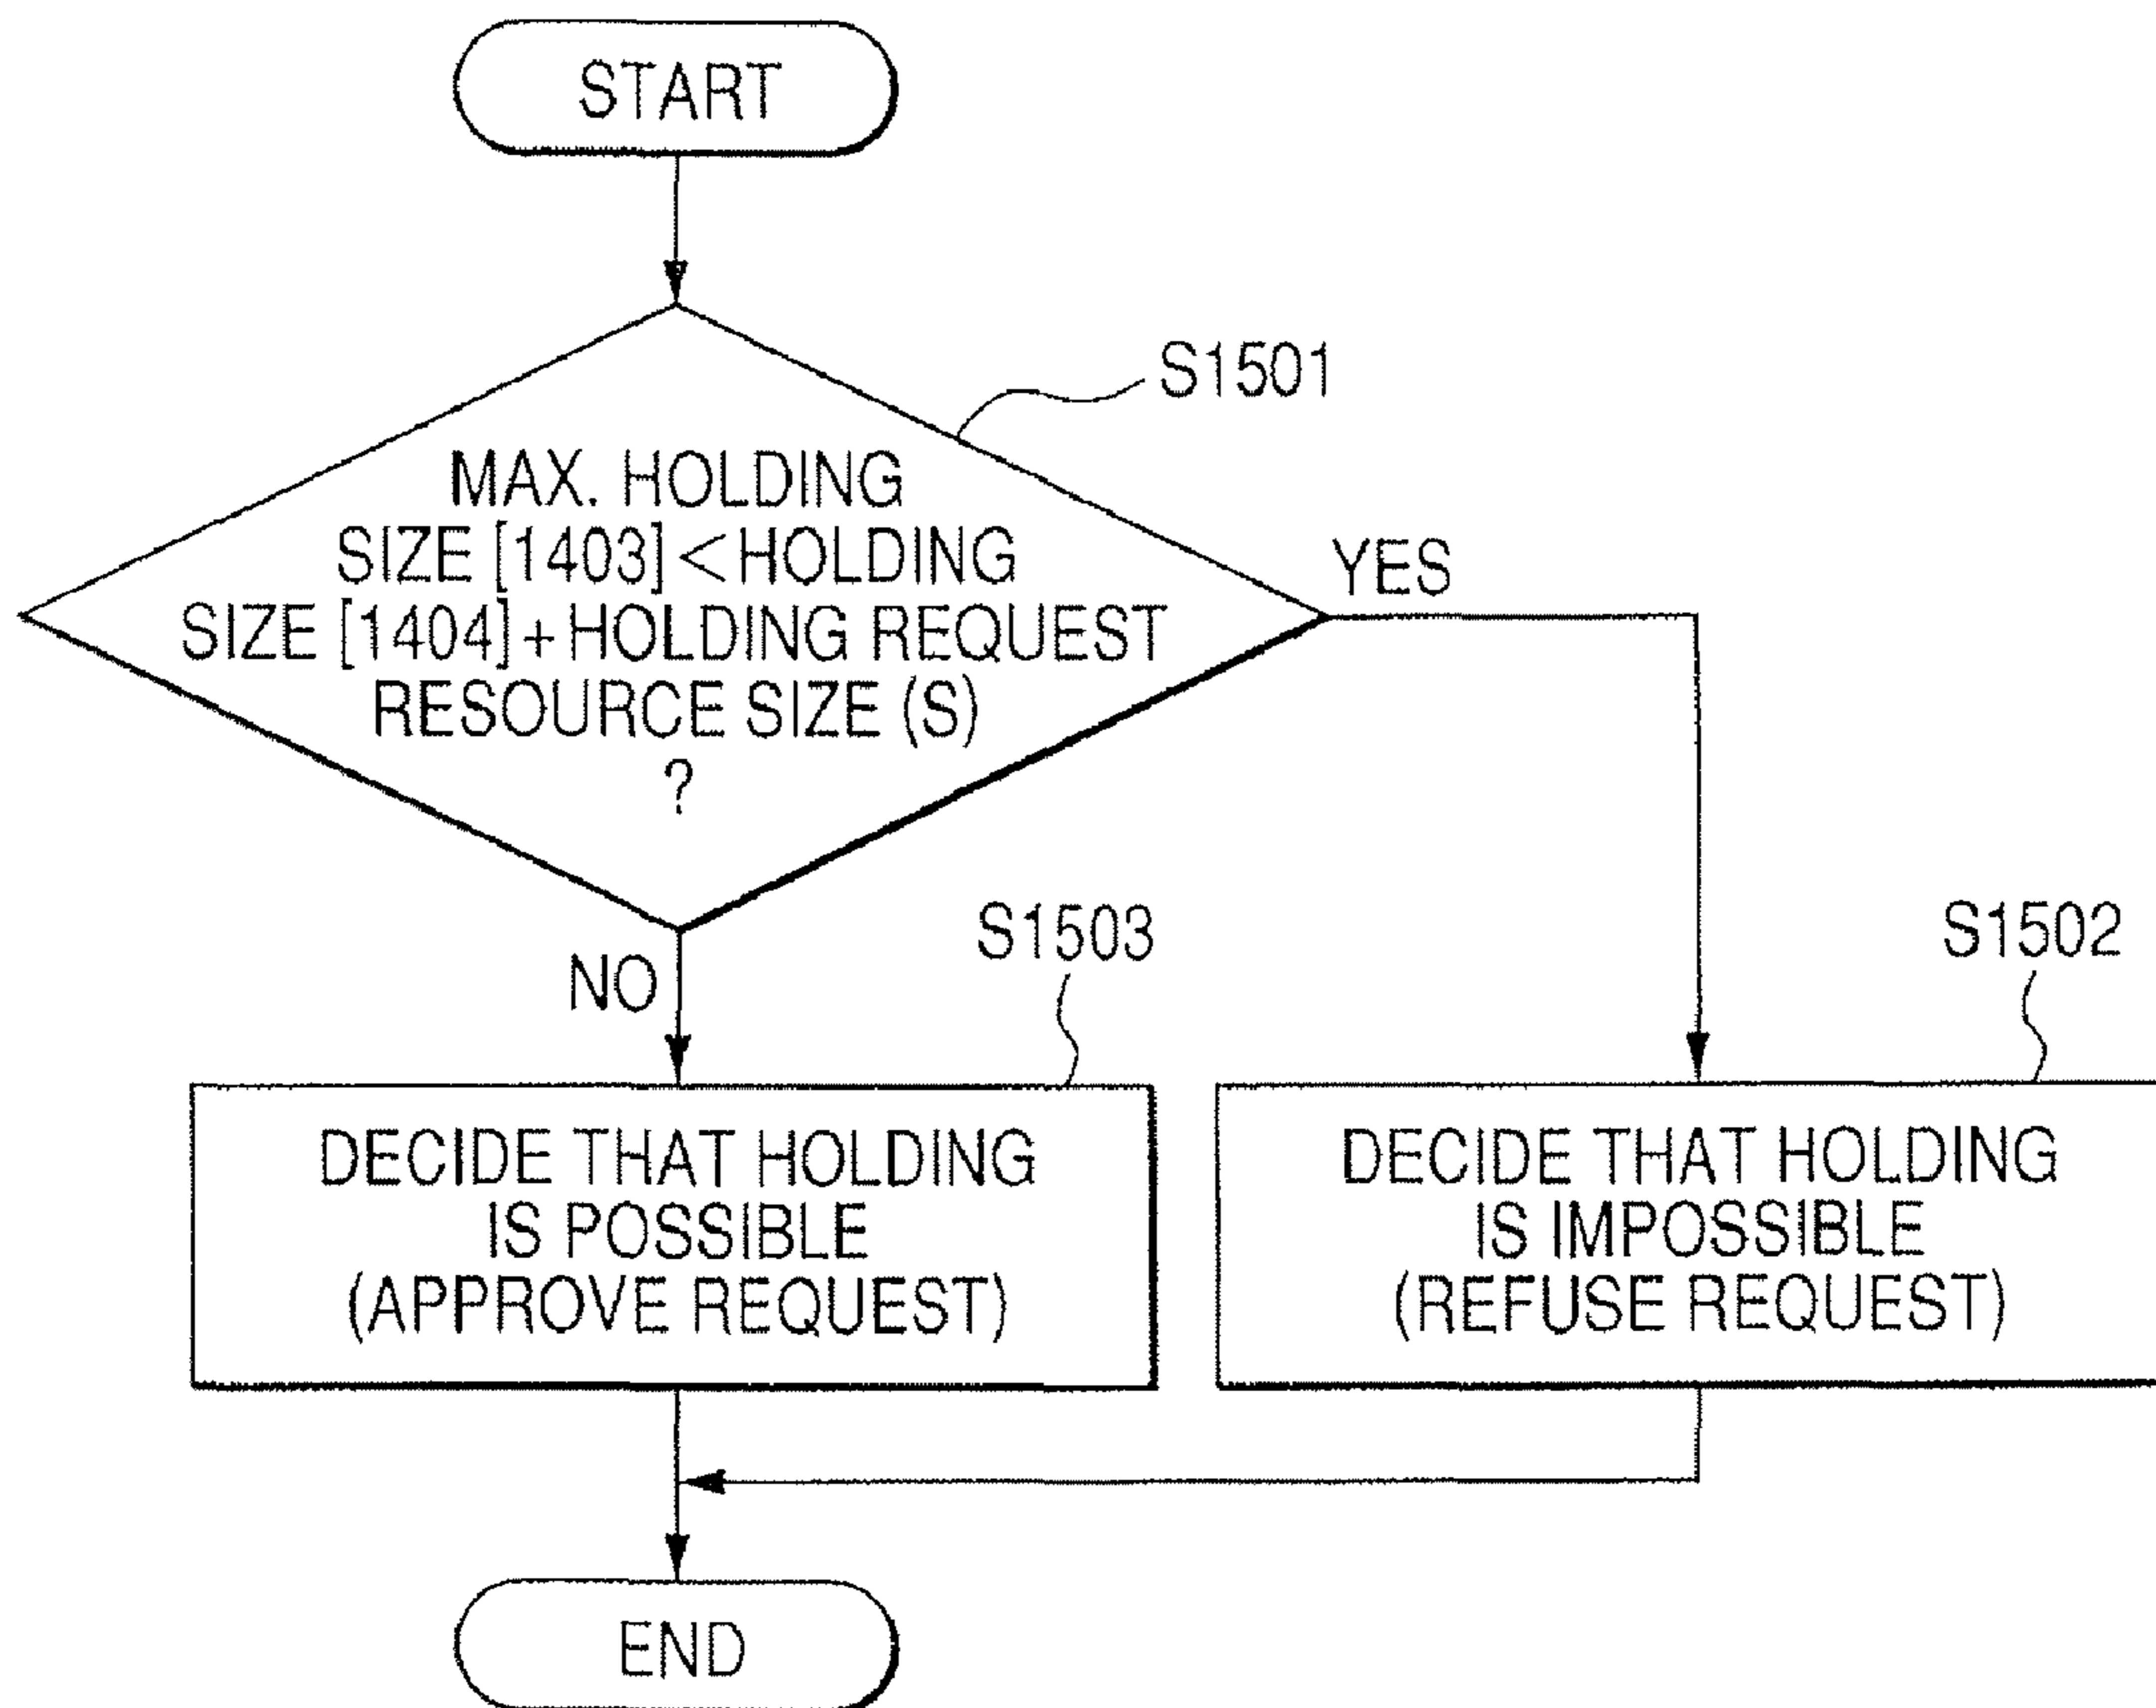 START
S1501
MAX. HOLDING
SIZE [1403] < HOLDING
SIZE [1404] + HOLDING REQUEST
RESOURCE SIZE (S)
?
YES
NO
S1503
S1502
DECIDE THAT HOLDING
IS POSSIBLE
(APPROVE REQUEST)
DECIDE THAT HOLDING
IS IMPOSSIBLE
(REFUSE REQUEST)
END